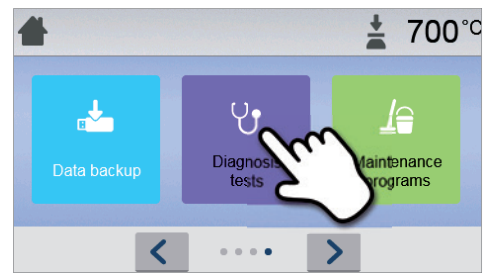 700°C
Data backup
Diagnosis Maintenance
tests programs